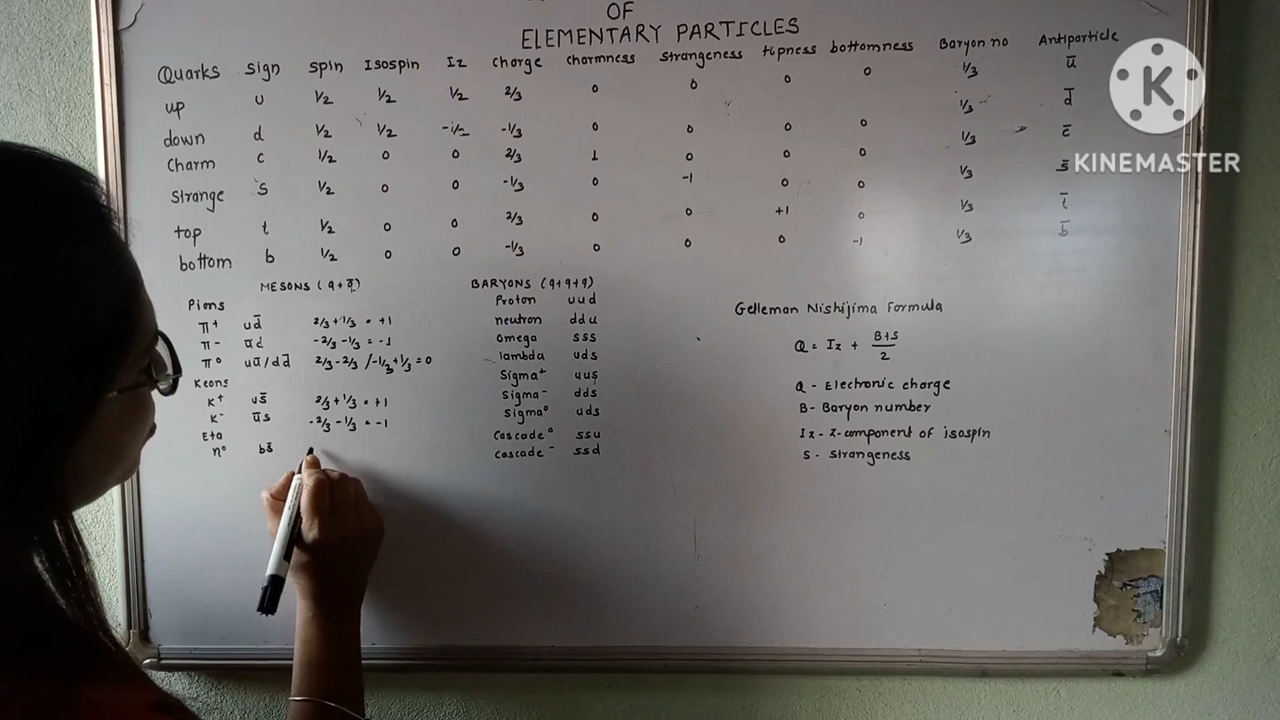 OF
ELEMENTARY PARTICLES
Quarks sign spin Isospin Iz charge charmness strangeness topness bottomness Baryon no Antiparticle
up u 1/2 1/2 1/2 2/3 0 0 0 0 1/3 ū
down d 1/2 1/2 -1/2 -1/3 0 0 0 0 1/3 d̄
charm c 1/2 0 0 2/3 1 0 0 0 1/3 c̄
strange s 1/2 0 0 -1/3 0 -1 0 0 1/3 s̄
top t 1/2 0 0 2/3 0 0 +1 0 1/3 t̄
bottom b 1/2 0 0 -1/3 0 0 0 -1 1/3 b̄
MESONS (q+q̄)
Pions
π+ ud̄ 2/3+1/3 = +1
π- ūd -2/3-1/3 = -1
π° uū/dd̄ 2/3-2/3 /-1/3+1/3 = 0
Keons
K+ us̄ 2/3+1/3 = +1
K- ūs -2/3-1/3 = -1
Eta
η° bs̄
BARYONS (q+q+q)
Proton uud
neutron ddu
omega sss
lambda uds
Sigma+ uus
Sigma- dds
Sigma° uds
Cascade° ssu
Cascade- ssd
Gelleman Nishijima Formula
Q = Iz + B+S/2
Q - Electronic charge
B - Baryon number
Iz - z-component of isospin
S - Strangeness
K
KINEMASTER